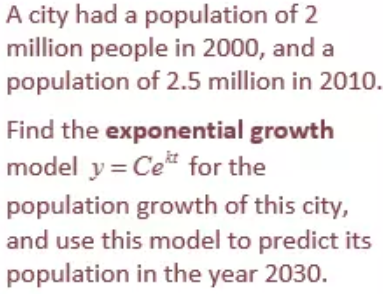 A city had a population of 2
million people in 2000, and a
population of 2.5 million in 2010.
Find the exponential growth
model y = Ceᵏᵗ for the
population growth of this city,
and use this model to predict its
population in the year 2030.